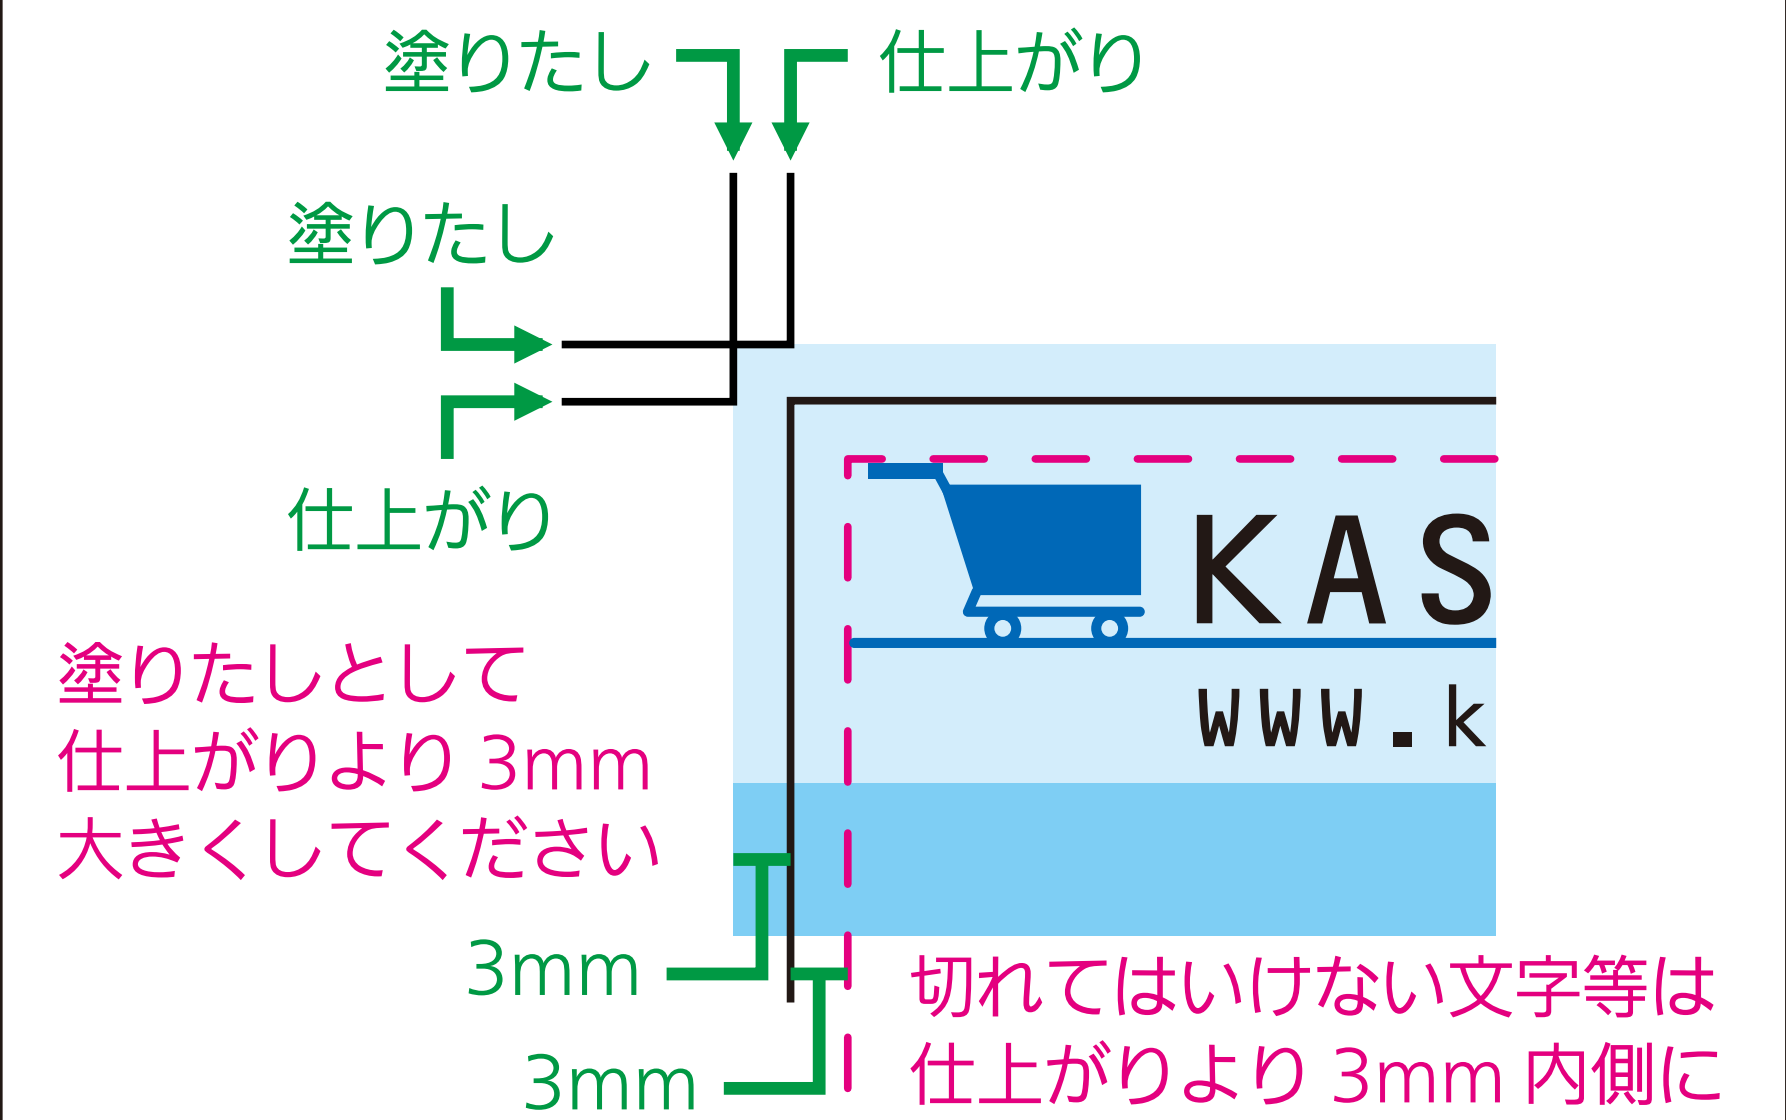 塗りたし
仕上がり
塗りたし
仕上がり
KAS
www.k
塗りたしとして
仕上がりより 3mm
大きくしてください
3mm
3mm
切れてはいけない文字等は
仕上がりより 3mm 内側に